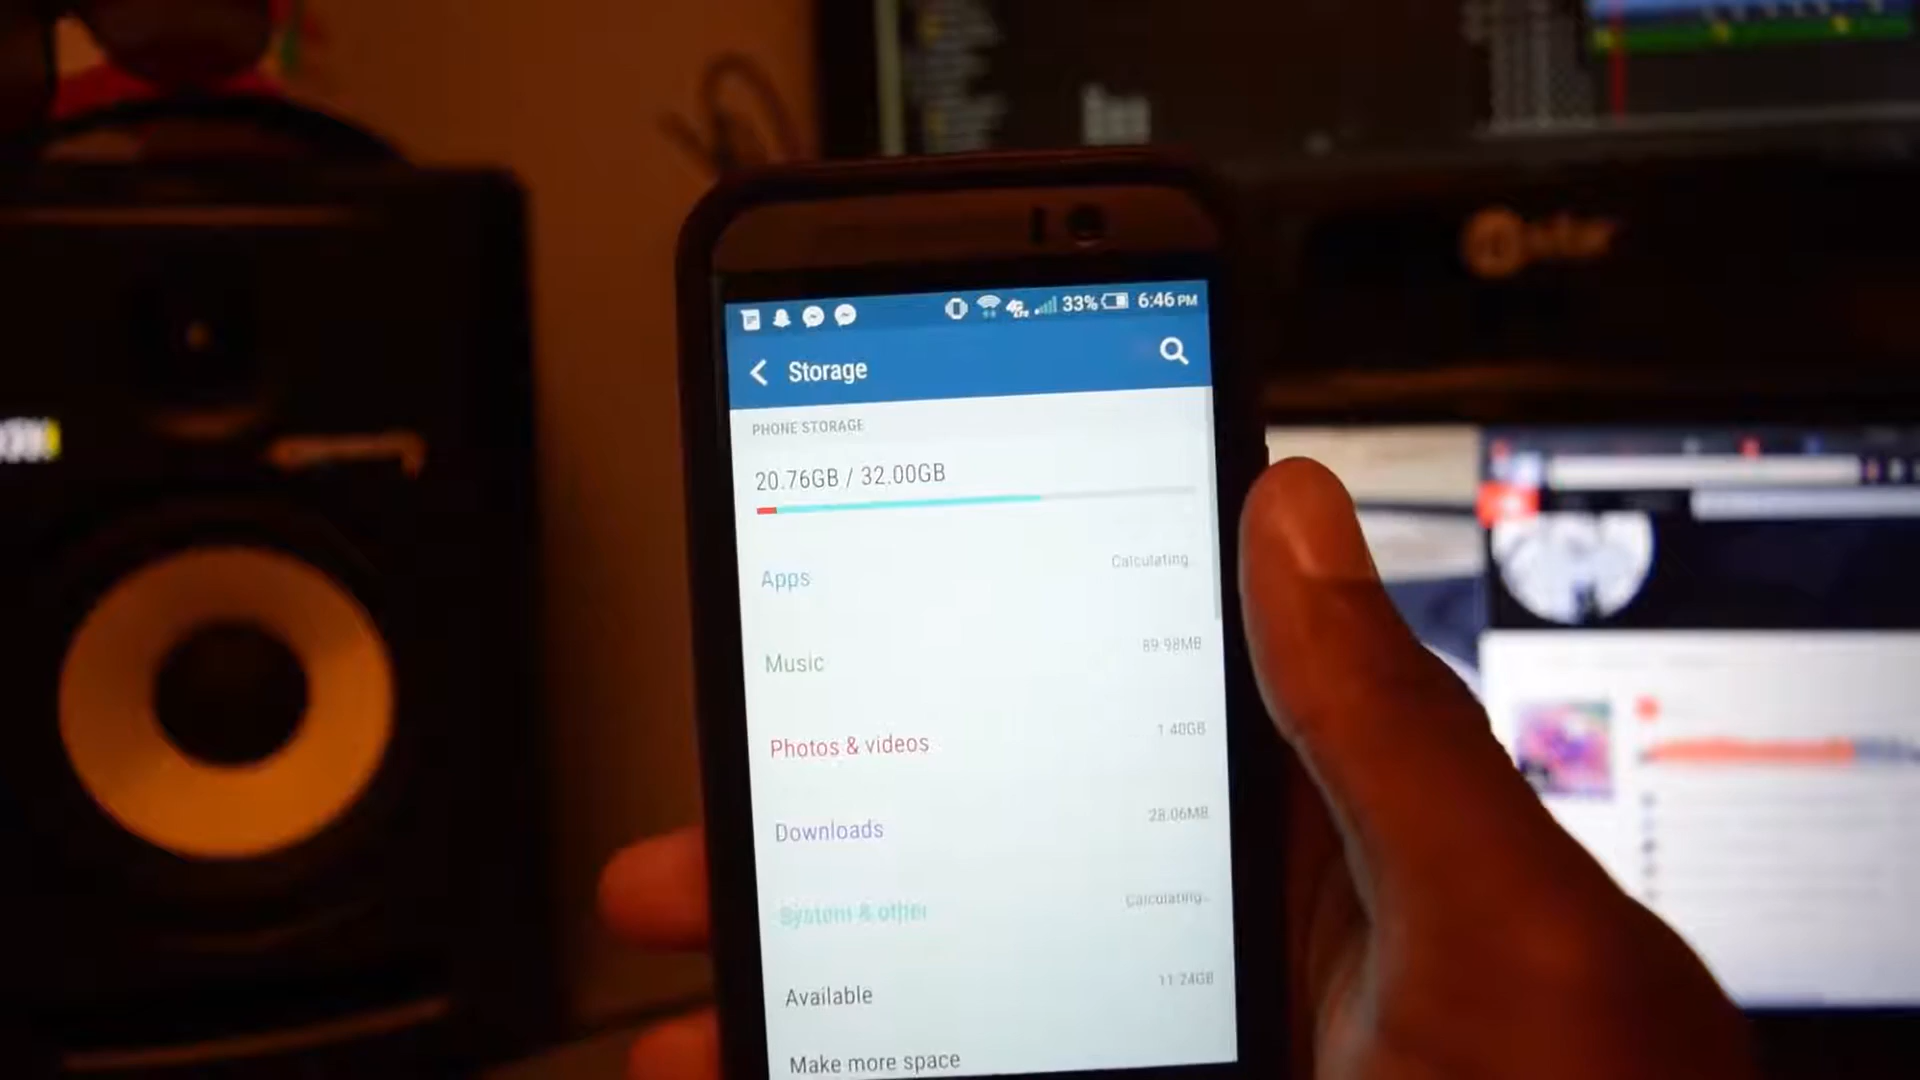 33% 6:46 PM
Storage
PHONE STORAGE
20.76GB / 32.00GB
Apps Calculating..
Music 89.98MB
Photos & videos 1.40GB
Downloads 28.06MB
System & other Calculating..
Available 11.24GB
Make more space